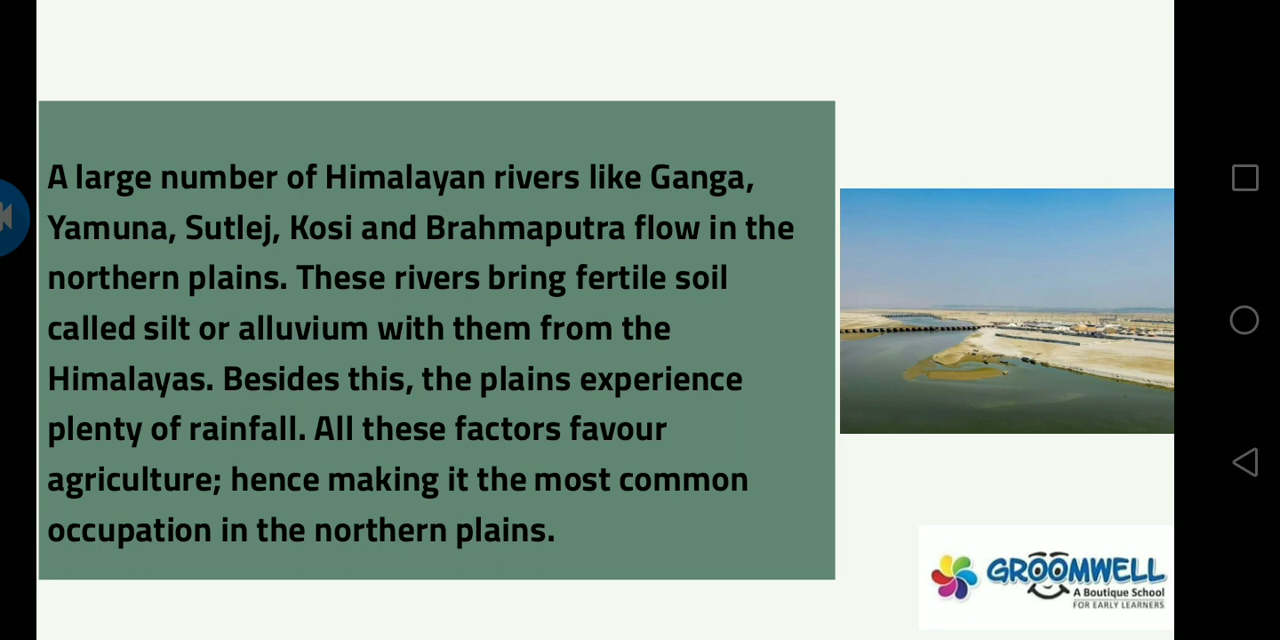 A large number of Himalayan rivers like Ganga,
Yamuna, Sutlej, Kosi and Brahmaputra flow in the
northern plains. These rivers bring fertile soil
called silt or alluvium with them from the
Himalayas. Besides this, the plains experience
plenty of rainfall. All these factors favour
agriculture; hence making it the most common
occupation in the northern plains.
GROOMWELL
A Boutique School
FOR EARLY LEARNERS